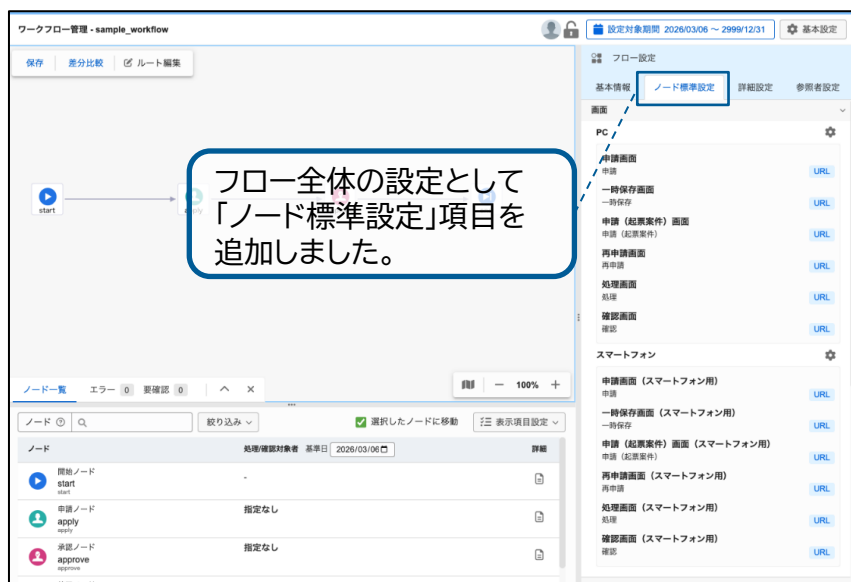 ワークフロー管理 - sample_workflow
設定対象期間 2026/03/06 ~ 2999/12/31
基本設定
保存
差分比較
ルート編集
フロー設定
基本情報
ノード標準設定
詳細設定
参照者設定
画面
PC
申請画面
申請
URL
一時保存画面
一時保存
URL
申請（起票案件）画面
申請（起票案件）
URL
再申請画面
再申請
URL
処理画面
処理
URL
確認画面
確認
URL
スマートフォン
申請画面（スマートフォン用）
申請
URL
一時保存画面（スマートフォン用）
一時保存
URL
申請（起票案件）画面（スマートフォン用）
申請（起票案件）
URL
再申請画面（スマートフォン用）
再申請
URL
処理画面（スマートフォン用）
処理
URL
確認画面（スマートフォン用）
確認
URL
start
フロー全体の設定として
「ノード標準設定」項目を
追加しました。
100%
ノード一覧
エラー 0
要確認 0
ノード
絞り込み
選択したノードに移動
表示項目設定
ノード
処理/確認対象者
基準日 2026/03/06
詳細
開始ノード
start
start
-
申請ノード
apply
apply
指定なし
承認ノード
approve
approve
指定なし